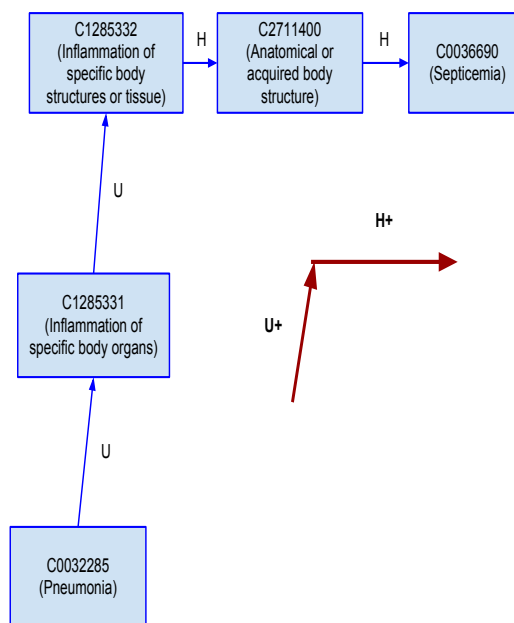 C1285332
(Inflammation of
specific body
structures or tissue)
H
C2711400
(Anatomical or
acquired body
structure)
H
C0036690
(Septicemia)
U
H+
U+
C1285331
(Inflammation of
specific body organs)
U
C0032285
(Pneumonia)